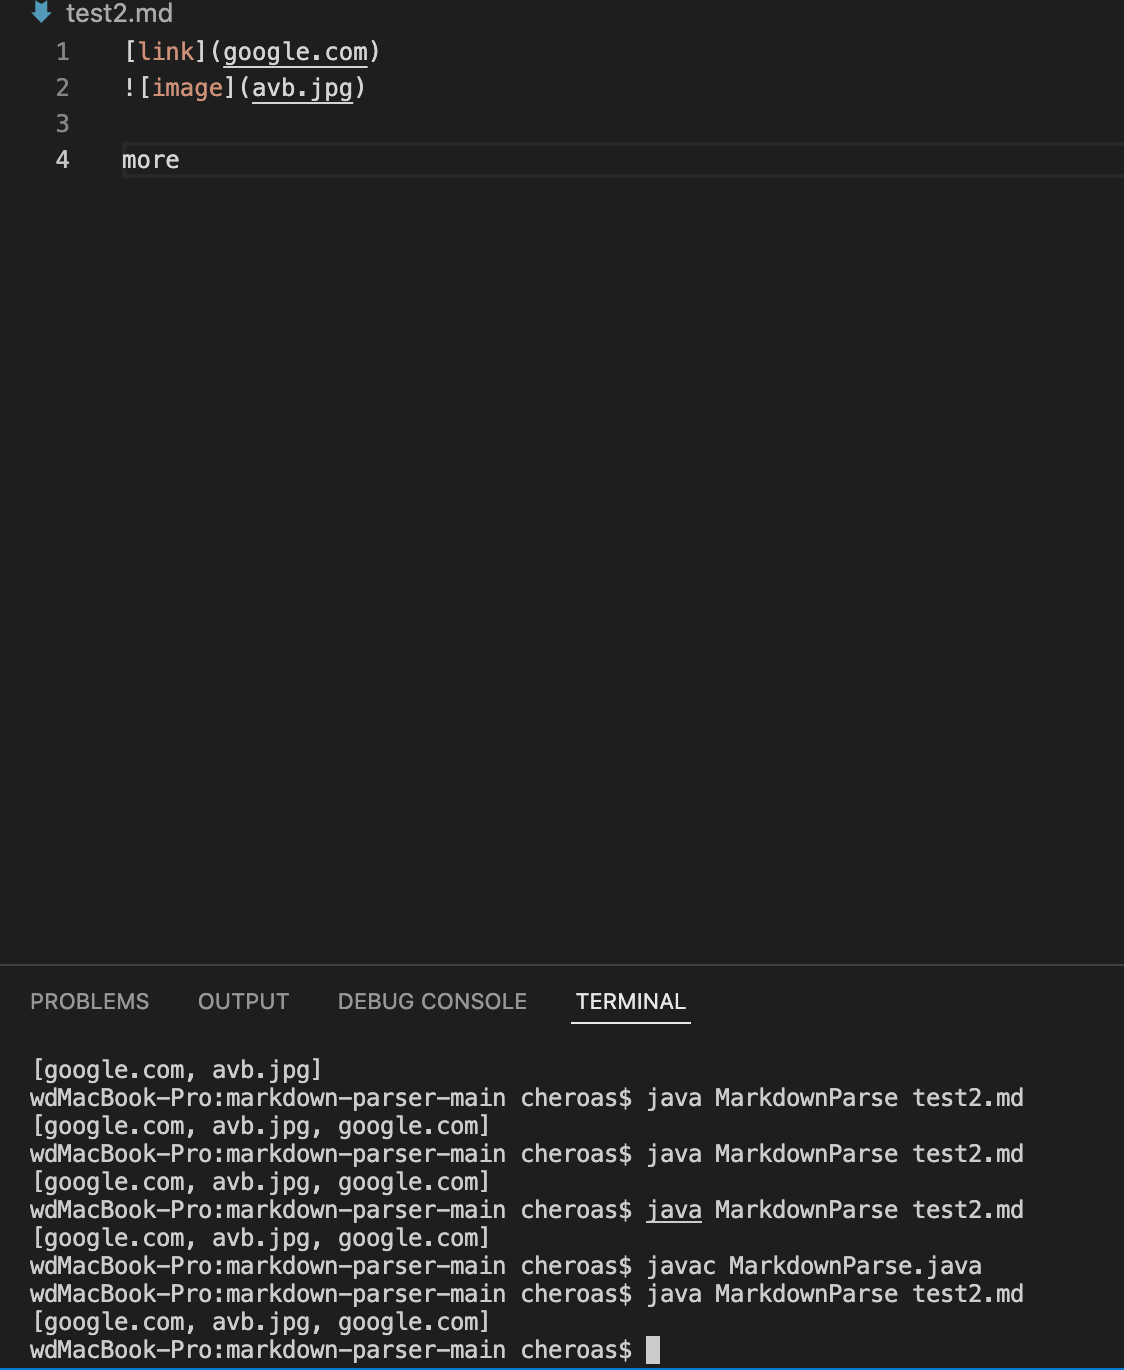 test2.md
1 [link](google.com)
2 ![image](avb.jpg)
3
4 more
PROBLEMS OUTPUT DEBUG CONSOLE TERMINAL
[google.com, avb.jpg]
wdMacBook-Pro:markdown-parser-main cheroas$ java MarkdownParse test2.md
[google.com, avb.jpg, google.com]
wdMacBook-Pro:markdown-parser-main cheroas$ java MarkdownParse test2.md
[google.com, avb.jpg, google.com]
wdMacBook-Pro:markdown-parser-main cheroas$ java MarkdownParse test2.md
[google.com, avb.jpg, google.com]
wdMacBook-Pro:markdown-parser-main cheroas$ javac MarkdownParse.java
wdMacBook-Pro:markdown-parser-main cheroas$ java MarkdownParse test2.md
[google.com, avb.jpg, google.com]
wdMacBook-Pro:markdown-parser-main cheroas$